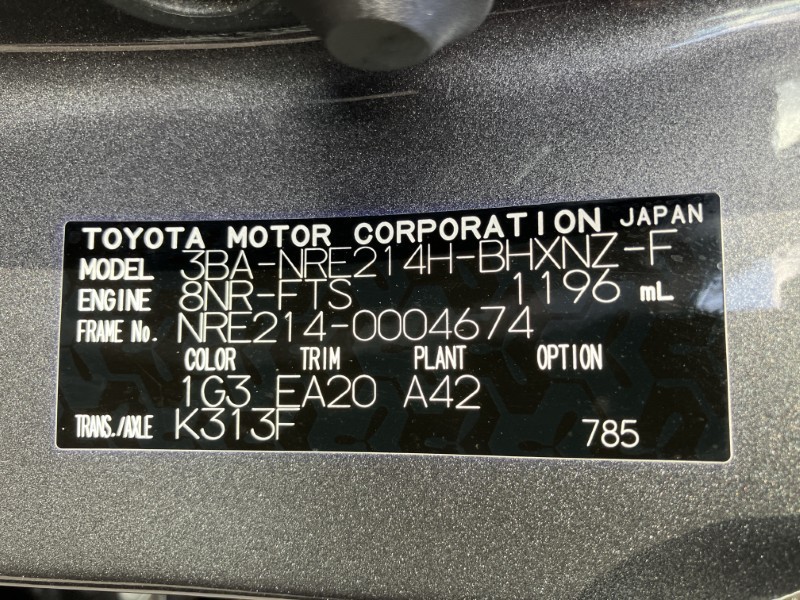 TOYOTA MOTOR CORPORATION JAPAN
MODEL 3BA-NRE214H-BHXNZ-F
ENGINE 8NR-FTS 1196 mL
FRAME No. NRE214-0004674
COLOR TRIM PLANT OPTION
1G3 EA20 A42
TRANS./AXLE K313F 785